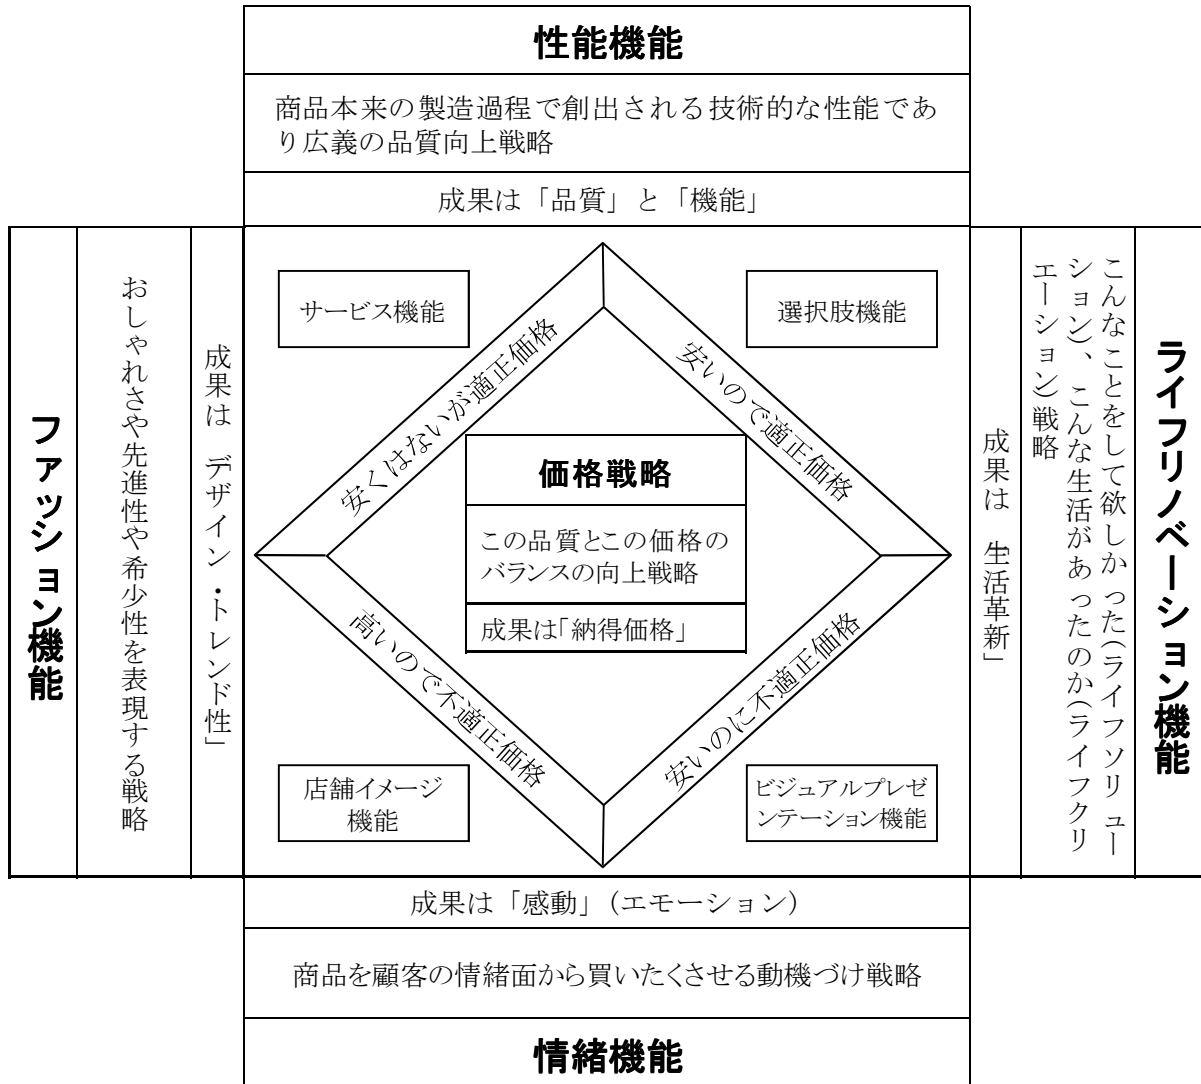 性能機能
商品本来の製造過程で創出される技術的な性能であ
り広義の品質向上戦略
成果は「品質」と「機能」
ファッション機能
おしゃれさや先進性や希少性を表現する戦略
成果は「デザイン・トレンド性」
サービス機能
選択肢機能
安くはないが適正価格
安いので適正価格
価格戦略
この品質とこの価格の
バランスの向上戦略
成果は「納得価格」
高いので不適正価格
安いのに不適正価格
店舗イメージ
機能
ビジュアルプレゼ
ンテーション機能
成果は「生活革新」
こんなことをして欲しかった(ライフソリュー
ション)、こんな生活があったのか(ライフクリ
エーション)戦略
ライフリノベーション機能
成果は「感動」(エモーション)
商品を顧客の情緒面から買いたくさせる動機づけ戦略
情緒機能